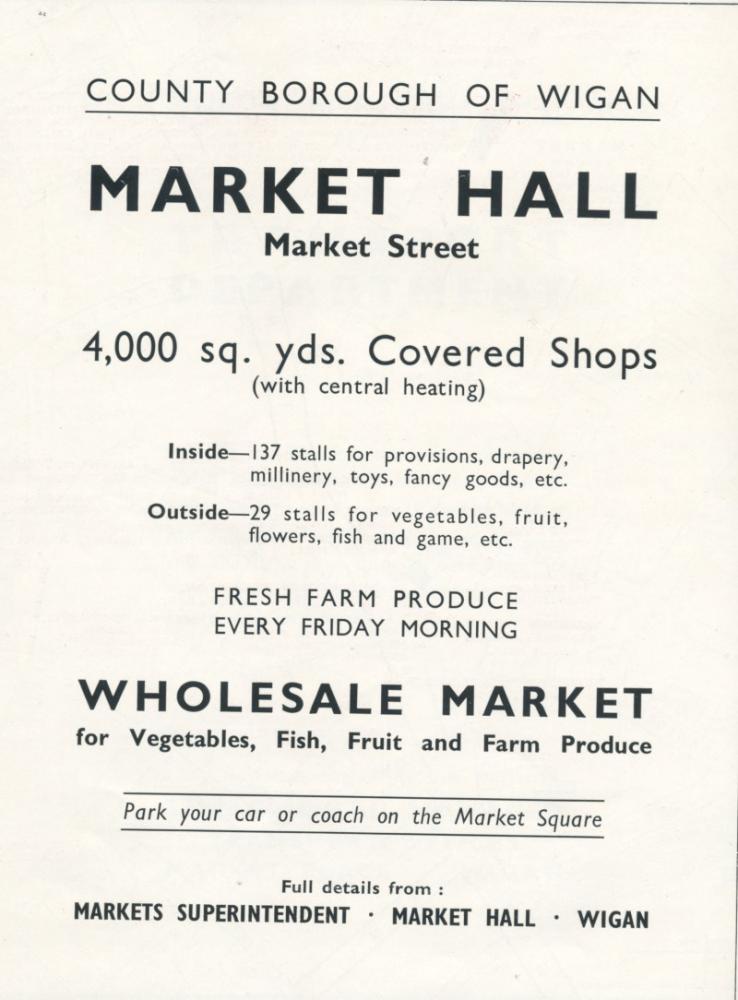 COUNTY BOROUGH OF WIGAN
MARKET HALL
Market Street
4,000 sq. yds. Covered Shops
(with central heating)
Inside—137 stalls for provisions, drapery,
millinery, toys, fancy goods, etc.
Outside—29 stalls for vegetables, fruit,
flowers, fish and game, etc.
FRESH FARM PRODUCE
EVERY FRIDAY MORNING
WHOLESALE MARKET
for Vegetables, Fish, Fruit and Farm Produce
Park your car or coach on the Market Square
Full details from :
MARKETS SUPERINTENDENT · MARKET HALL · WIGAN